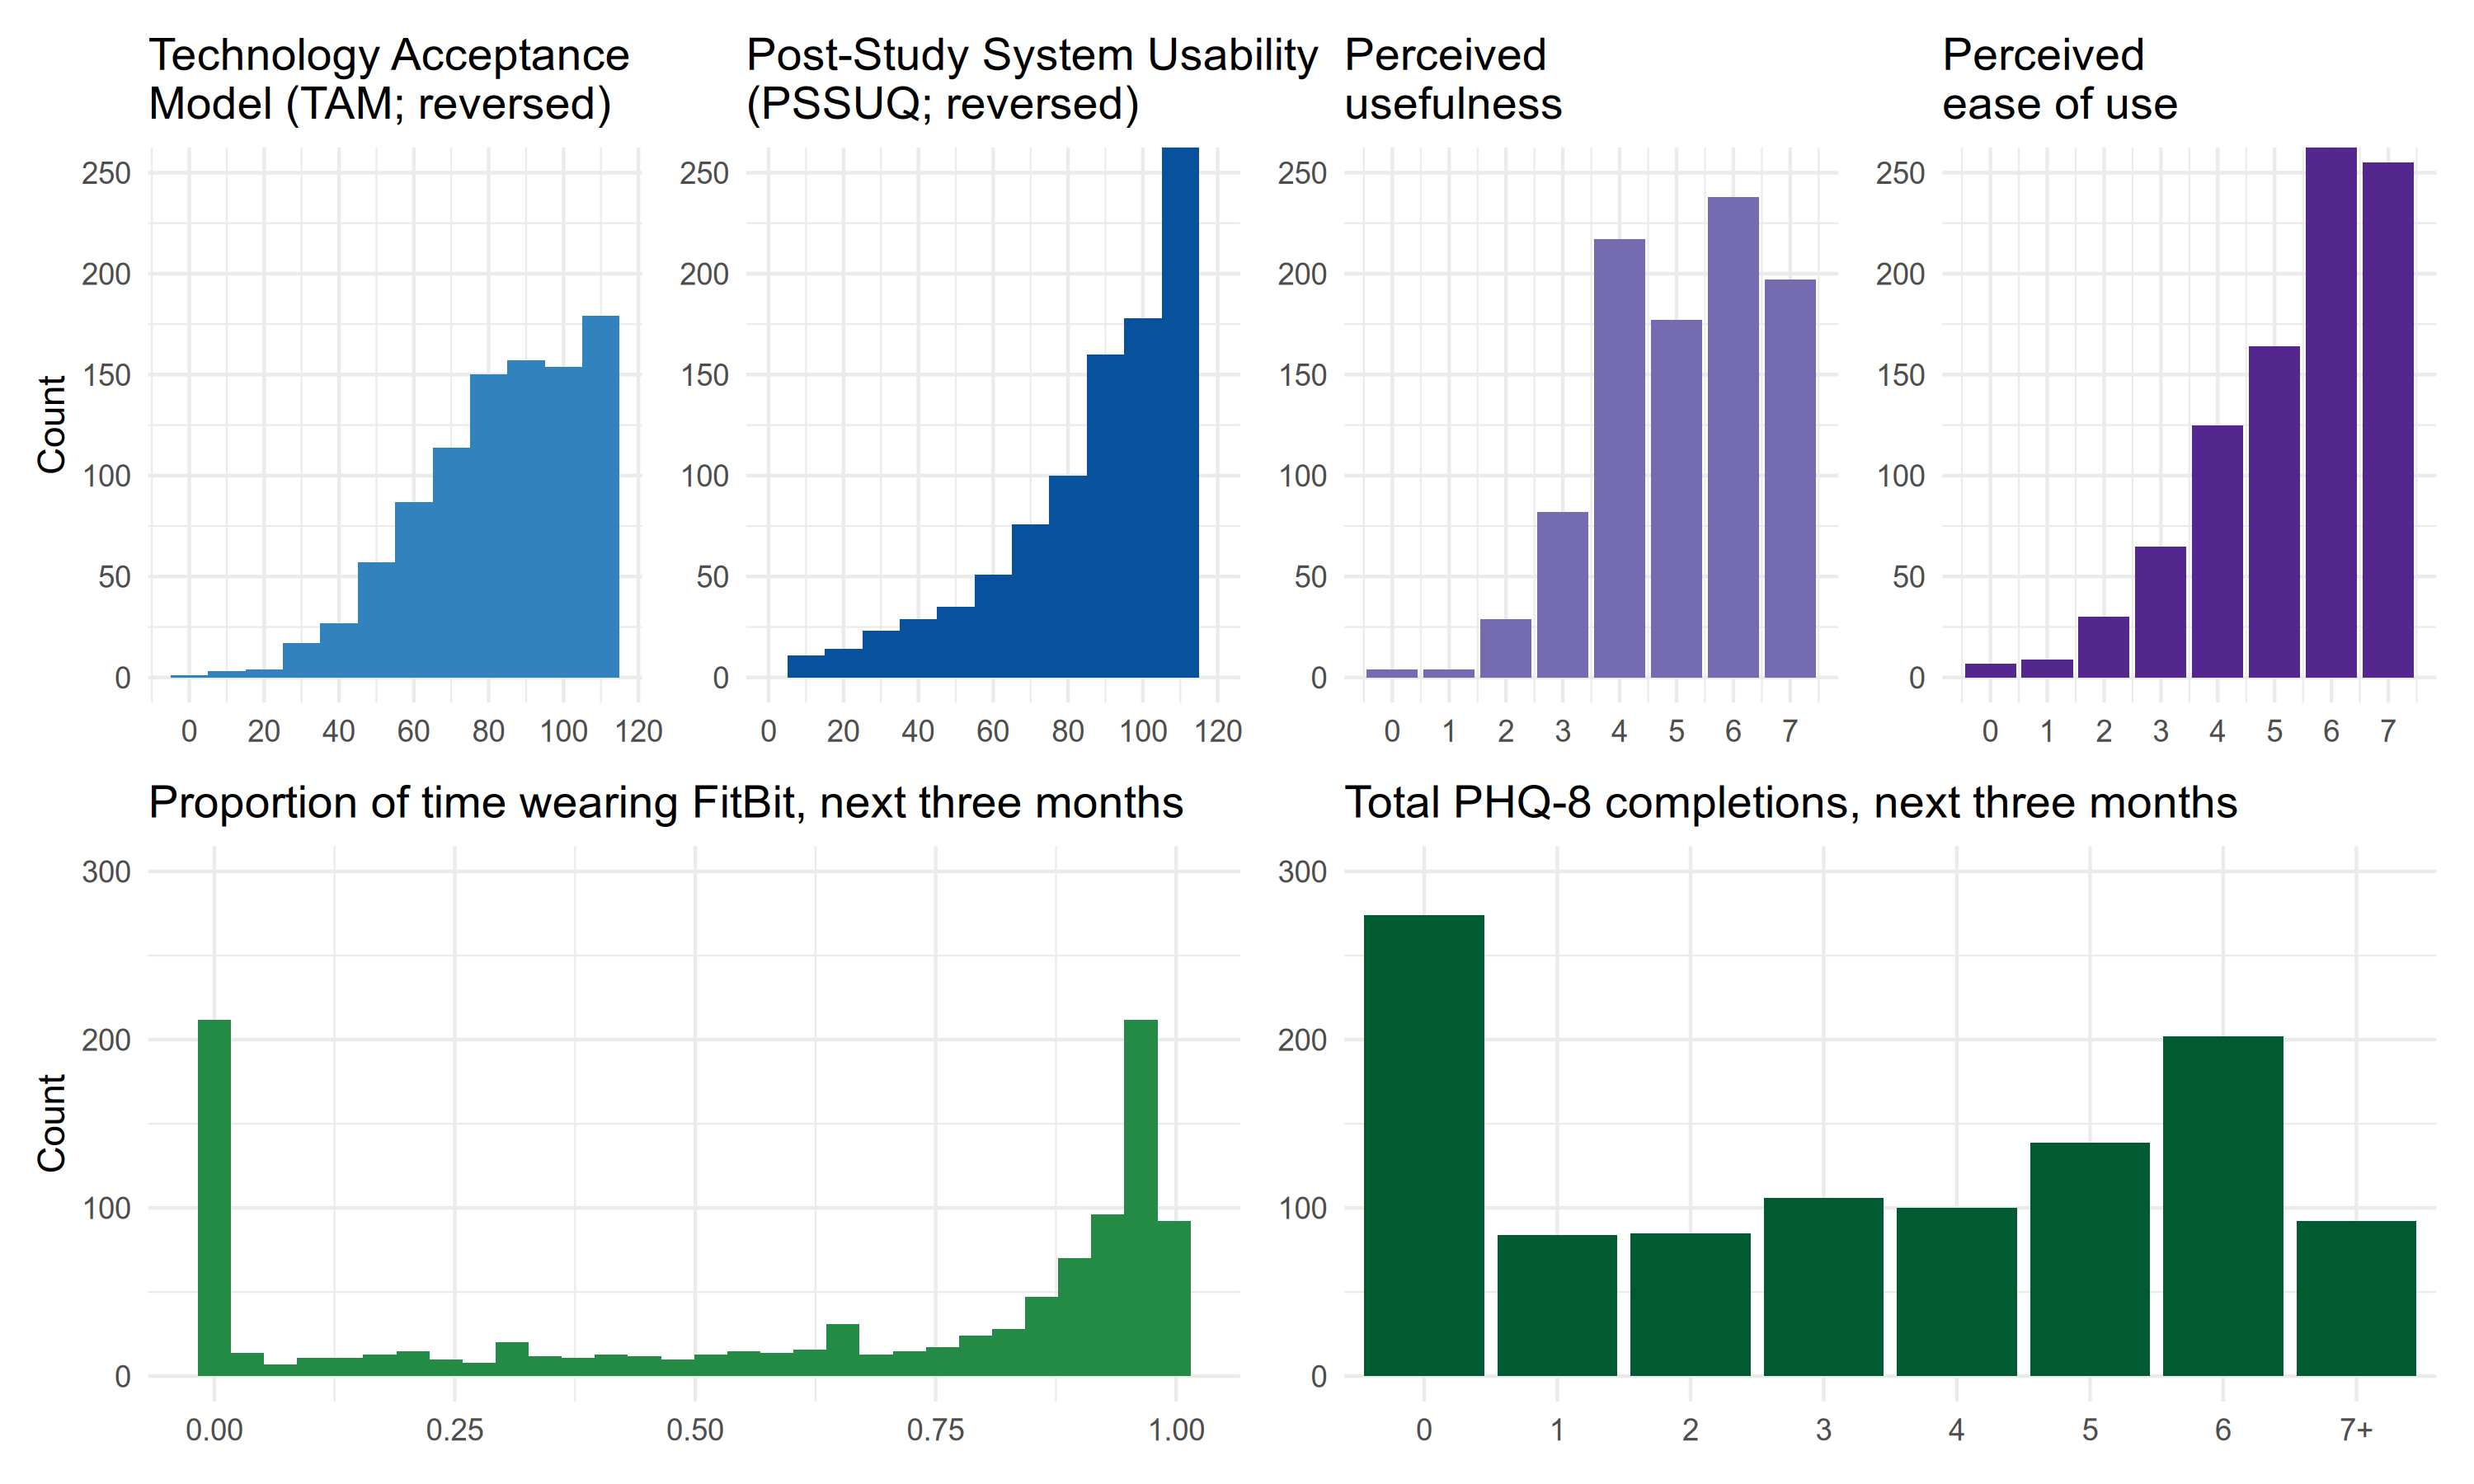 Technology Acceptance
Model (TAM; reversed)
Post-Study System Usability
(PSSUQ; reversed)
Perceived
usefulness
Perceived
ease of use
Count
250
200
150
100
50
0
0 20 40 60 80 100 120
250
200
150
100
50
0
0 20 40 60 80 100 120
250
200
150
100
50
0
0 1 2 3 4 5 6 7
250
200
150
100
50
0
0 1 2 3 4 5 6 7
Proportion of time wearing FitBit, next three months
Count
300
200
100
0
0.00 0.25 0.50 0.75 1.00
Total PHQ-8 completions, next three months
300
200
100
0
0 1 2 3 4 5 6 7+